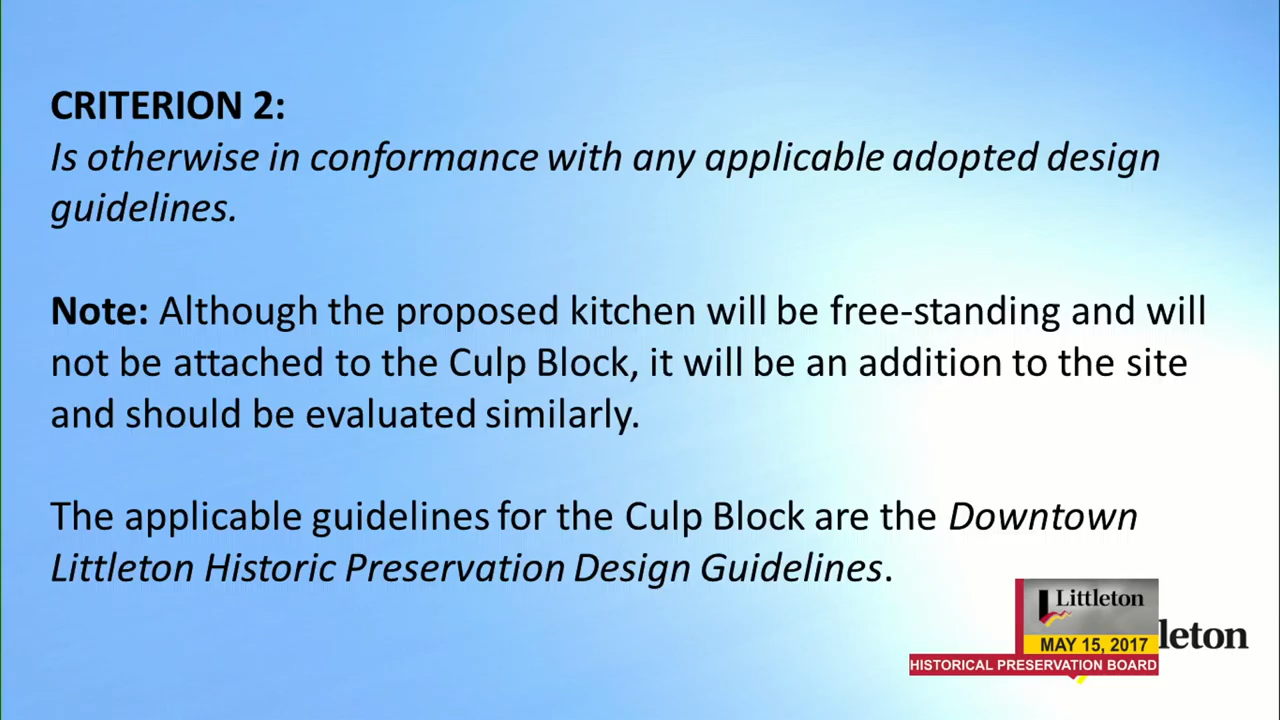 CRITERION 2:
Is otherwise in conformance with any applicable adopted design
guidelines.
Note: Although the proposed kitchen will be free-standing and will
not be attached to the Culp Block, it will be an addition to the site
and should be evaluated similarly.
The applicable guidelines for the Culp Block are the Downtown
Littleton Historic Preservation Design Guidelines.
Littleton
leton
MAY 15, 2017
HISTORICAL PRESERVATION BOARD